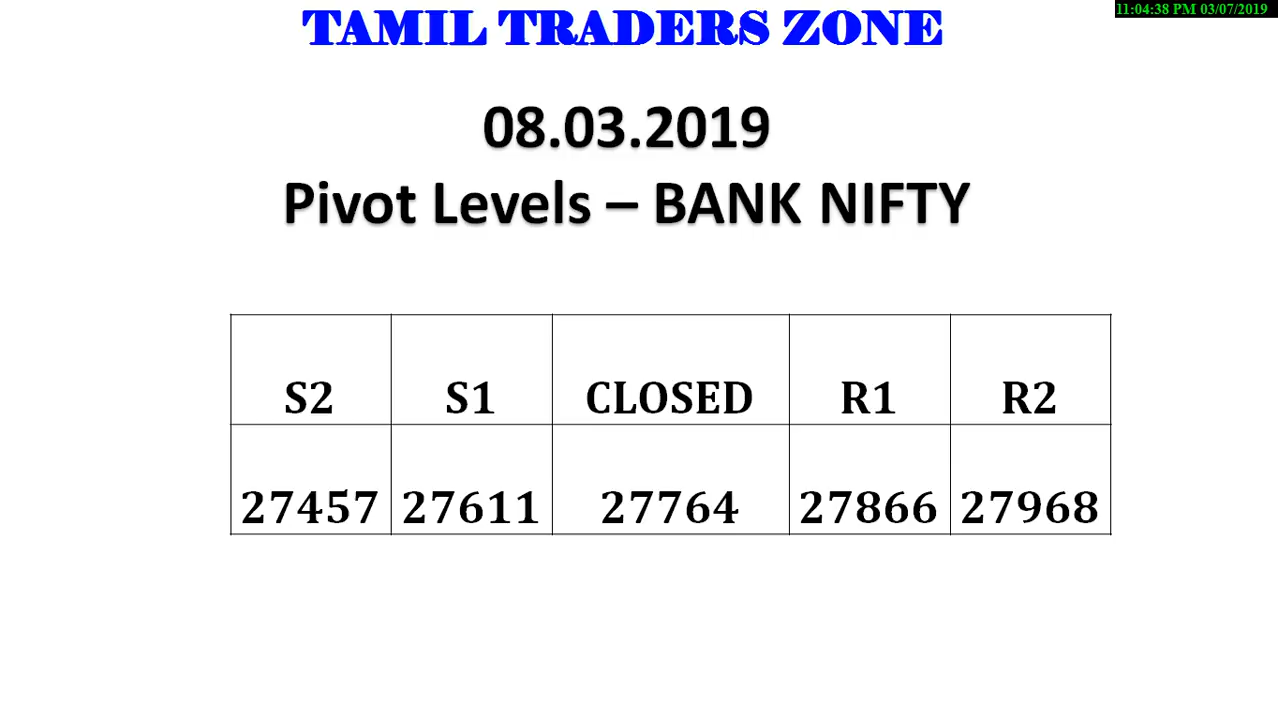 TAMIL TRADERS ZONE
11:04:38 PM 03/07/2019
08.03.2019
Pivot Levels – BANK NIFTY
S2 S1 CLOSED R1 R2
27457 27611 27764 27866 27968